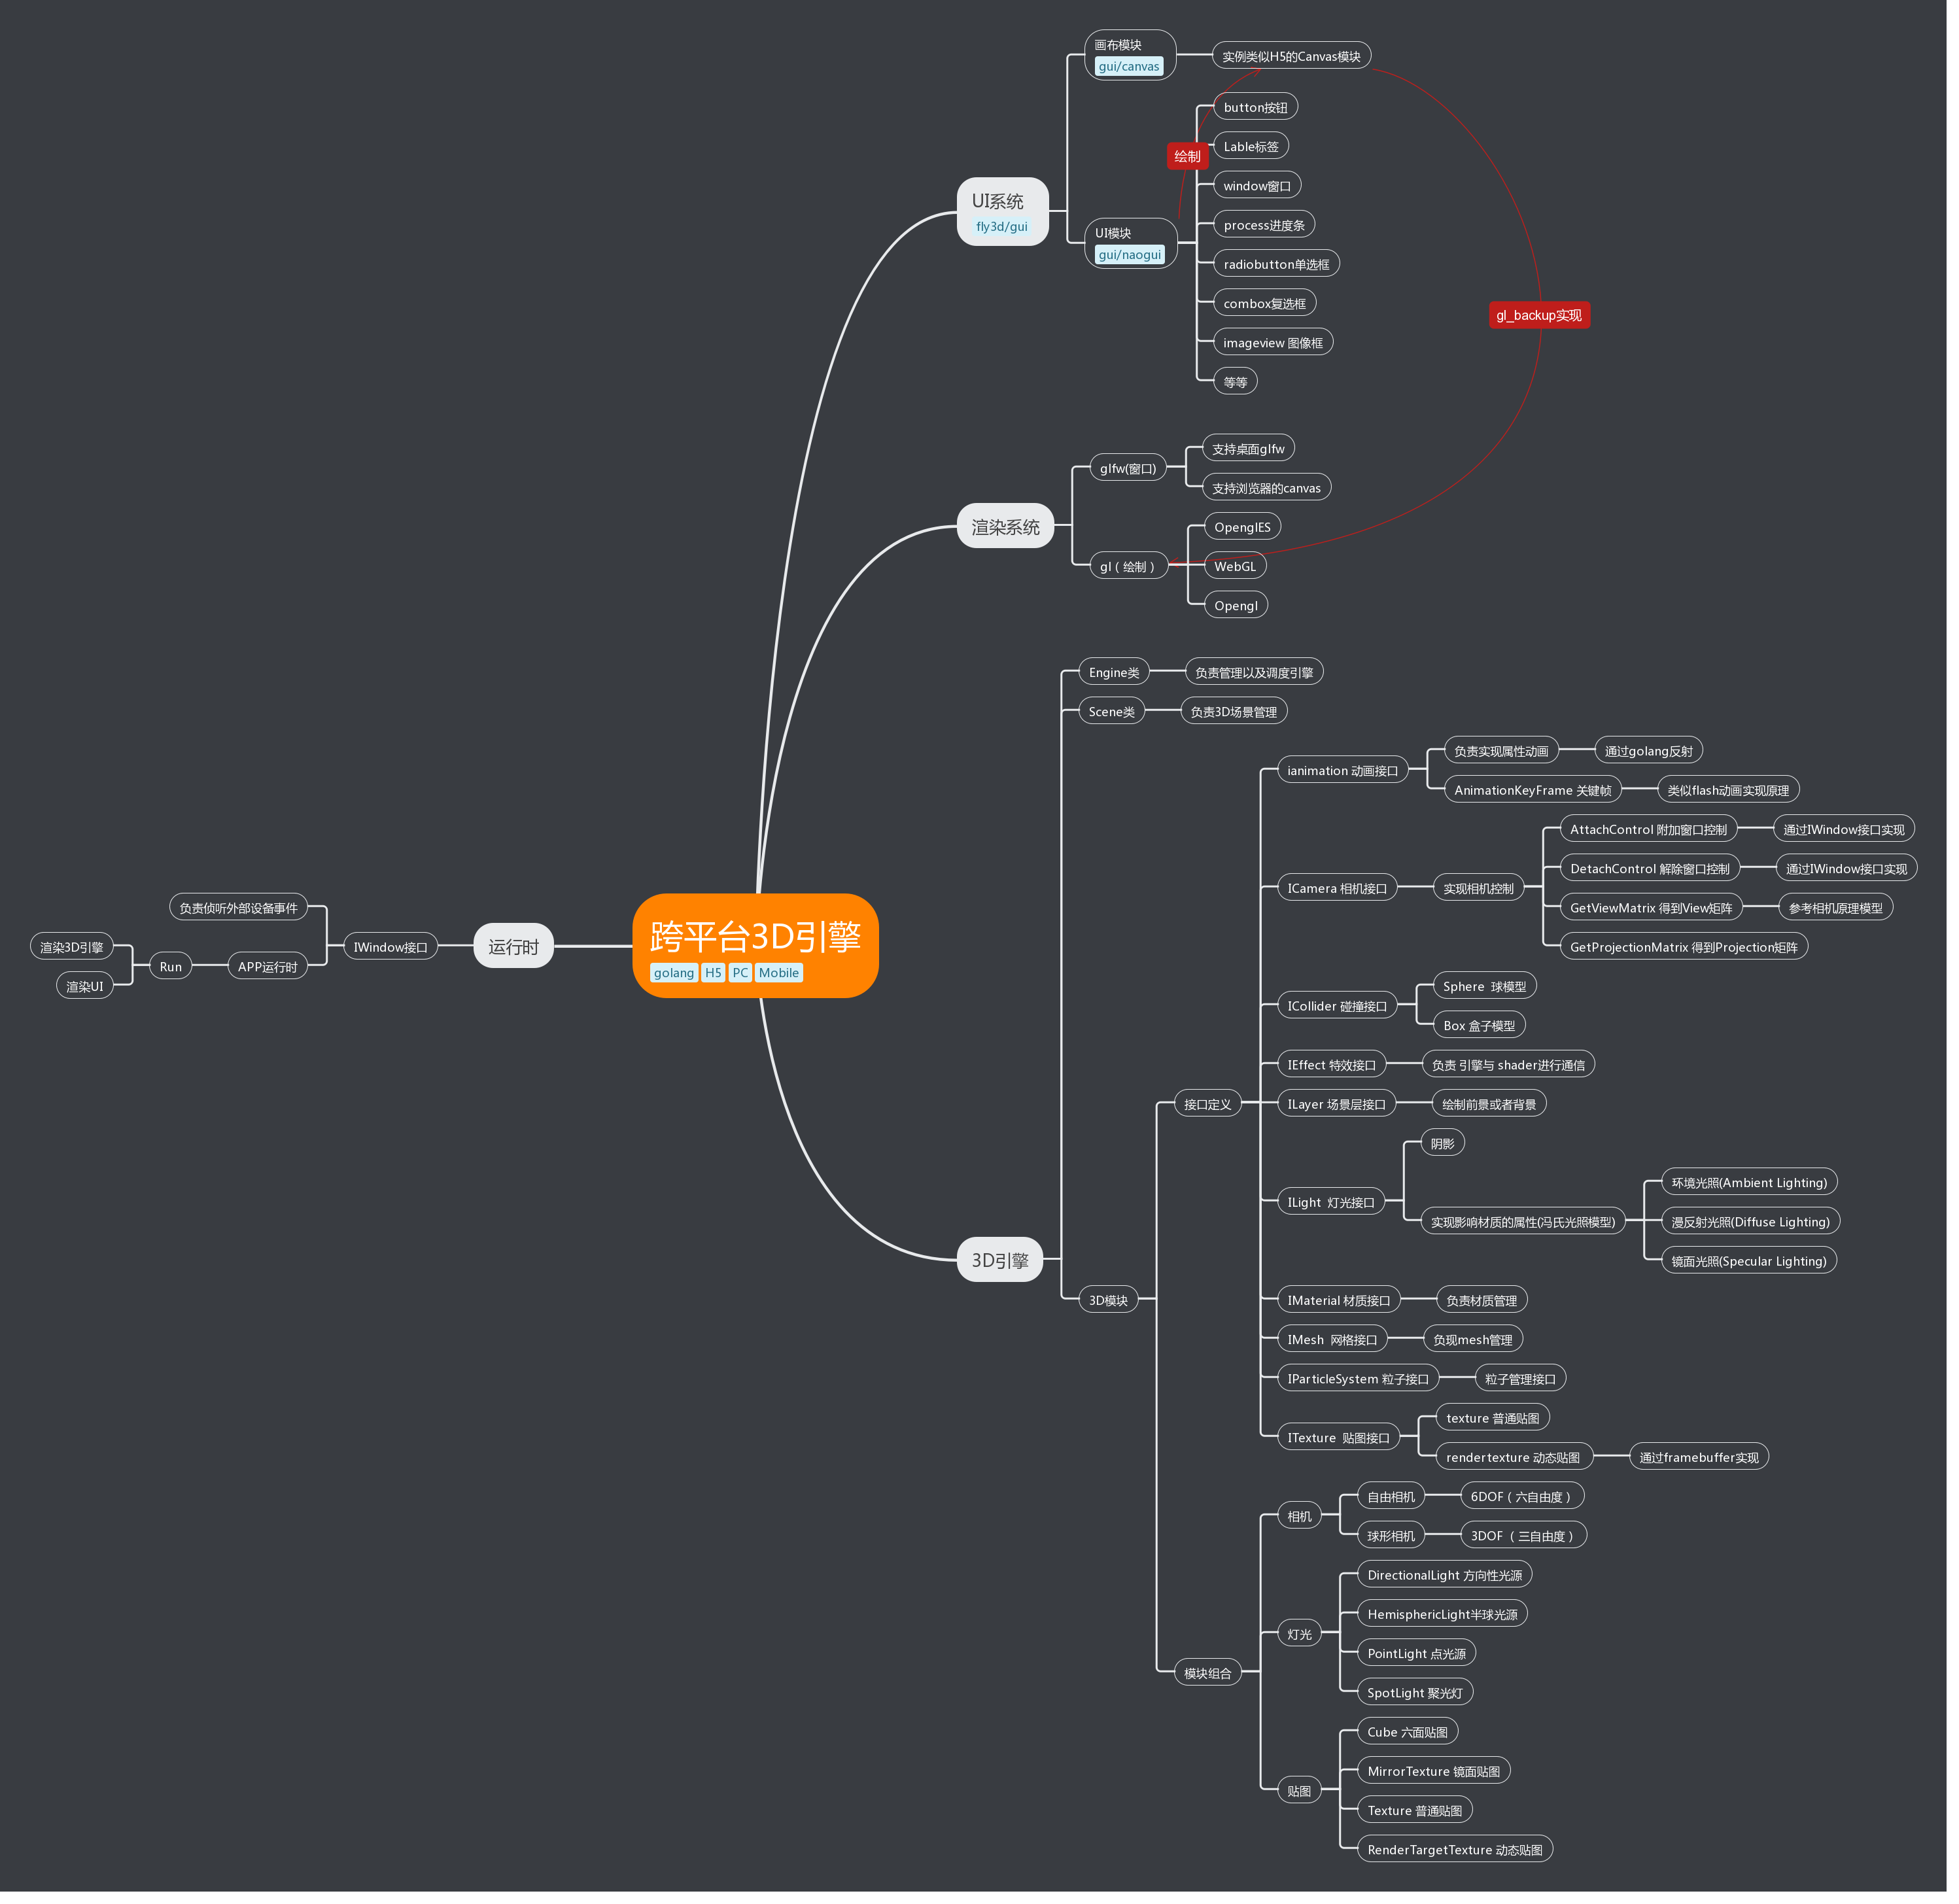 跨平台3D引擎
golang H5 PC Mobile
UI系统
fly3d/gui
画布模块
gui/canvas
实例类似H5的Canvas模块
UI模块
gui/naogui
绘制
button按钮
Lable标签
window窗口
process进度条
radiobutton单选框
combox复选框
imageview 图像框
等等
gl_backup实现
渲染系统
glfw(窗口)
支持桌面glfw
支持浏览器的canvas
gl（绘制）
OpenglES
WebGL
Opengl
3D引擎
Engine类
负责管理以及调度引擎
Scene类
负责3D场景管理
3D模块
接口定义
ianimation 动画接口
负责实现属性动画
通过golang反射
AnimationKeyFrame 关键帧
类似flash动画实现原理
ICamera 相机接口
实现相机控制
AttachControl 附加窗口控制
通过IWindow接口实现
DetachControl 解除窗口控制
通过IWindow接口实现
GetViewMatrix 得到View矩阵
参考相机原理模型
GetProjectionMatrix 得到Projection矩阵
ICollider 碰撞接口
Sphere 球模型
Box 盒子模型
IEffect 特效接口
负责 引擎与 shader进行通信
ILayer 场景层接口
绘制前景或者背景
ILight 灯光接口
阴影
实现影响材质的属性(冯氏光照模型)
环境光照(Ambient Lighting)
漫反射光照(Diffuse Lighting)
镜面光照(Specular Lighting)
IMaterial 材质接口
负责材质管理
IMesh 网格接口
负现mesh管理
IParticleSystem 粒子接口
粒子管理接口
ITexture 贴图接口
texture 普通贴图
rendertexture 动态贴图
通过framebuffer实现
模块组合
相机
自由相机
6DOF（六自由度）
球形相机
3DOF （三自由度）
灯光
DirectionalLight 方向性光源
HemisphericLight半球光源
PointLight 点光源
SpotLight 聚光灯
贴图
Cube 六面贴图
MirrorTexture 镜面贴图
Texture 普通贴图
RenderTargetTexture 动态贴图
运行时
IWindow接口
负责侦听外部设备事件
APP运行时
Run
渲染3D引擎
渲染UI